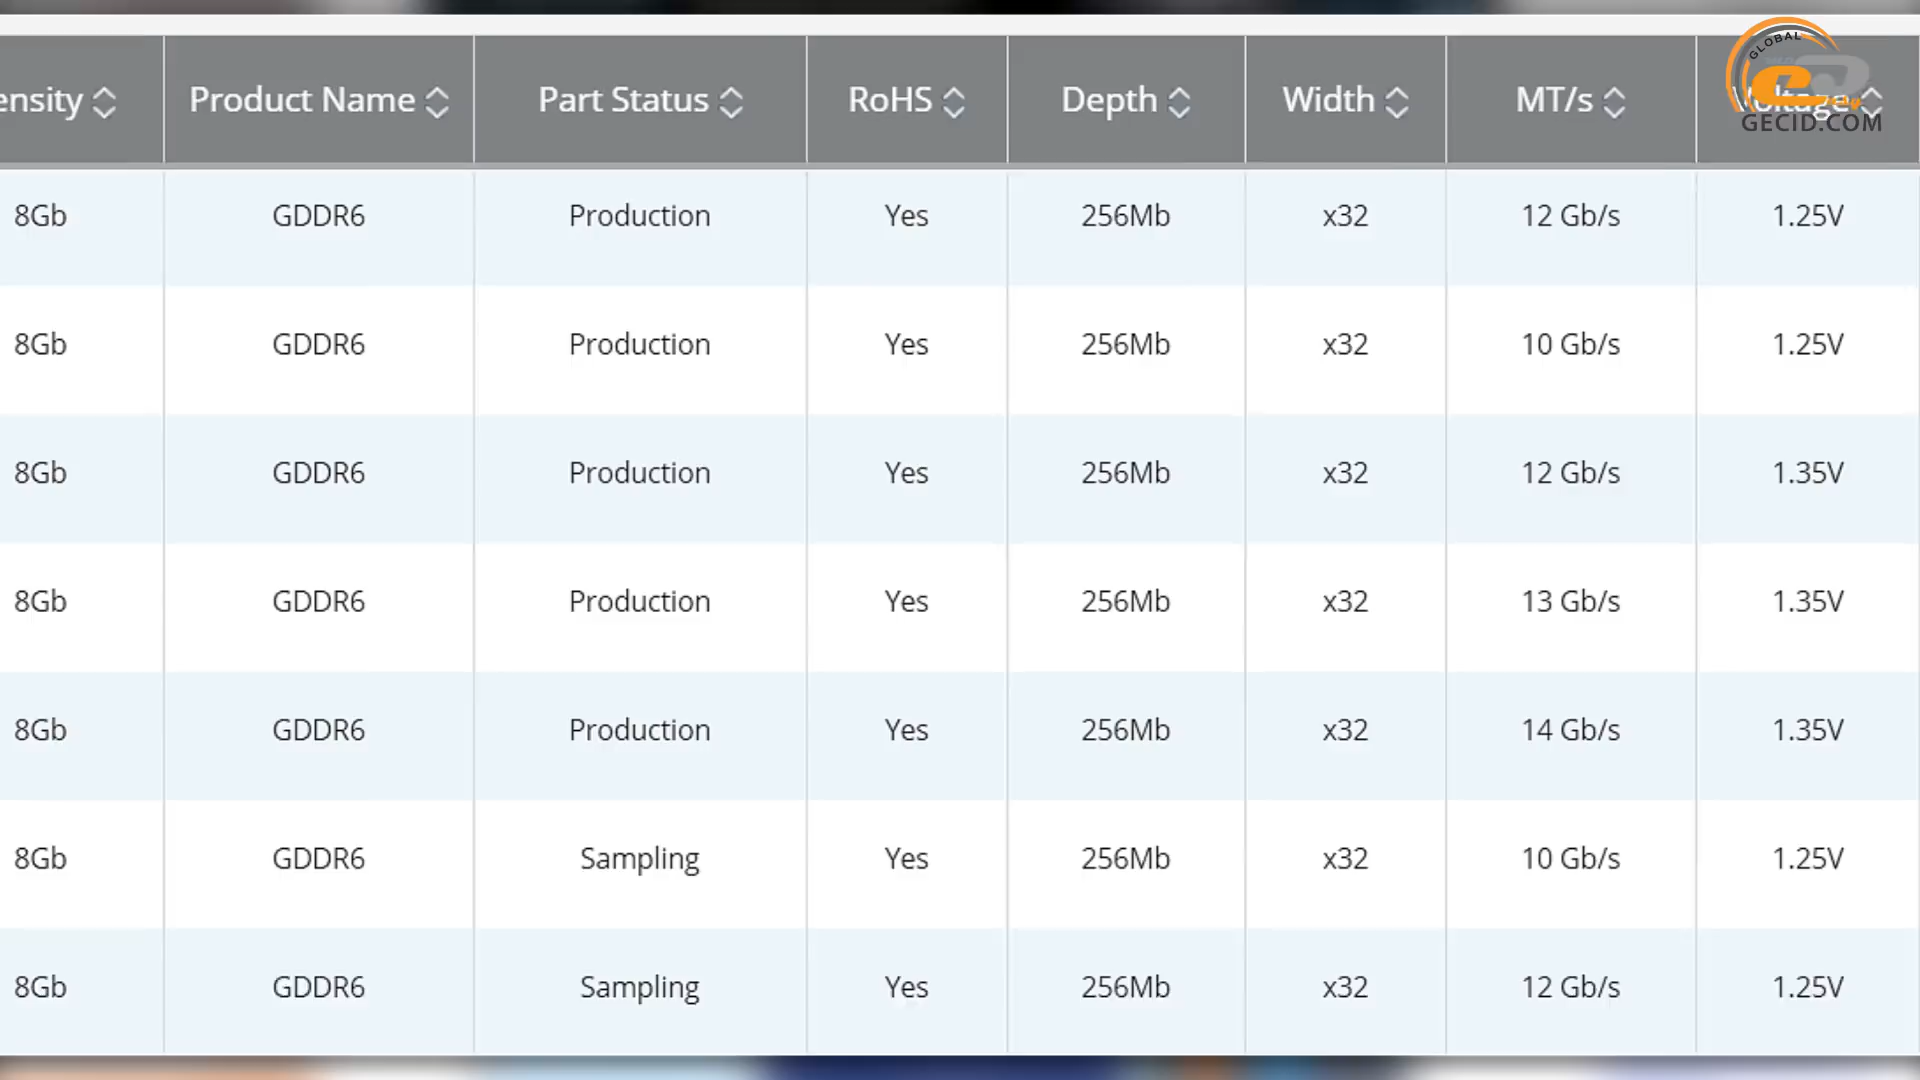 ensity Product Name Part Status RoHS Depth Width MT/s Voltage
GLOBAL
GECID.COM
8Gb GDDR6 Production Yes 256Mb x32 12 Gb/s 1.25V
8Gb GDDR6 Production Yes 256Mb x32 10 Gb/s 1.25V
8Gb GDDR6 Production Yes 256Mb x32 12 Gb/s 1.35V
8Gb GDDR6 Production Yes 256Mb x32 13 Gb/s 1.35V
8Gb GDDR6 Production Yes 256Mb x32 14 Gb/s 1.35V
8Gb GDDR6 Sampling Yes 256Mb x32 10 Gb/s 1.25V
8Gb GDDR6 Sampling Yes 256Mb x32 12 Gb/s 1.25V